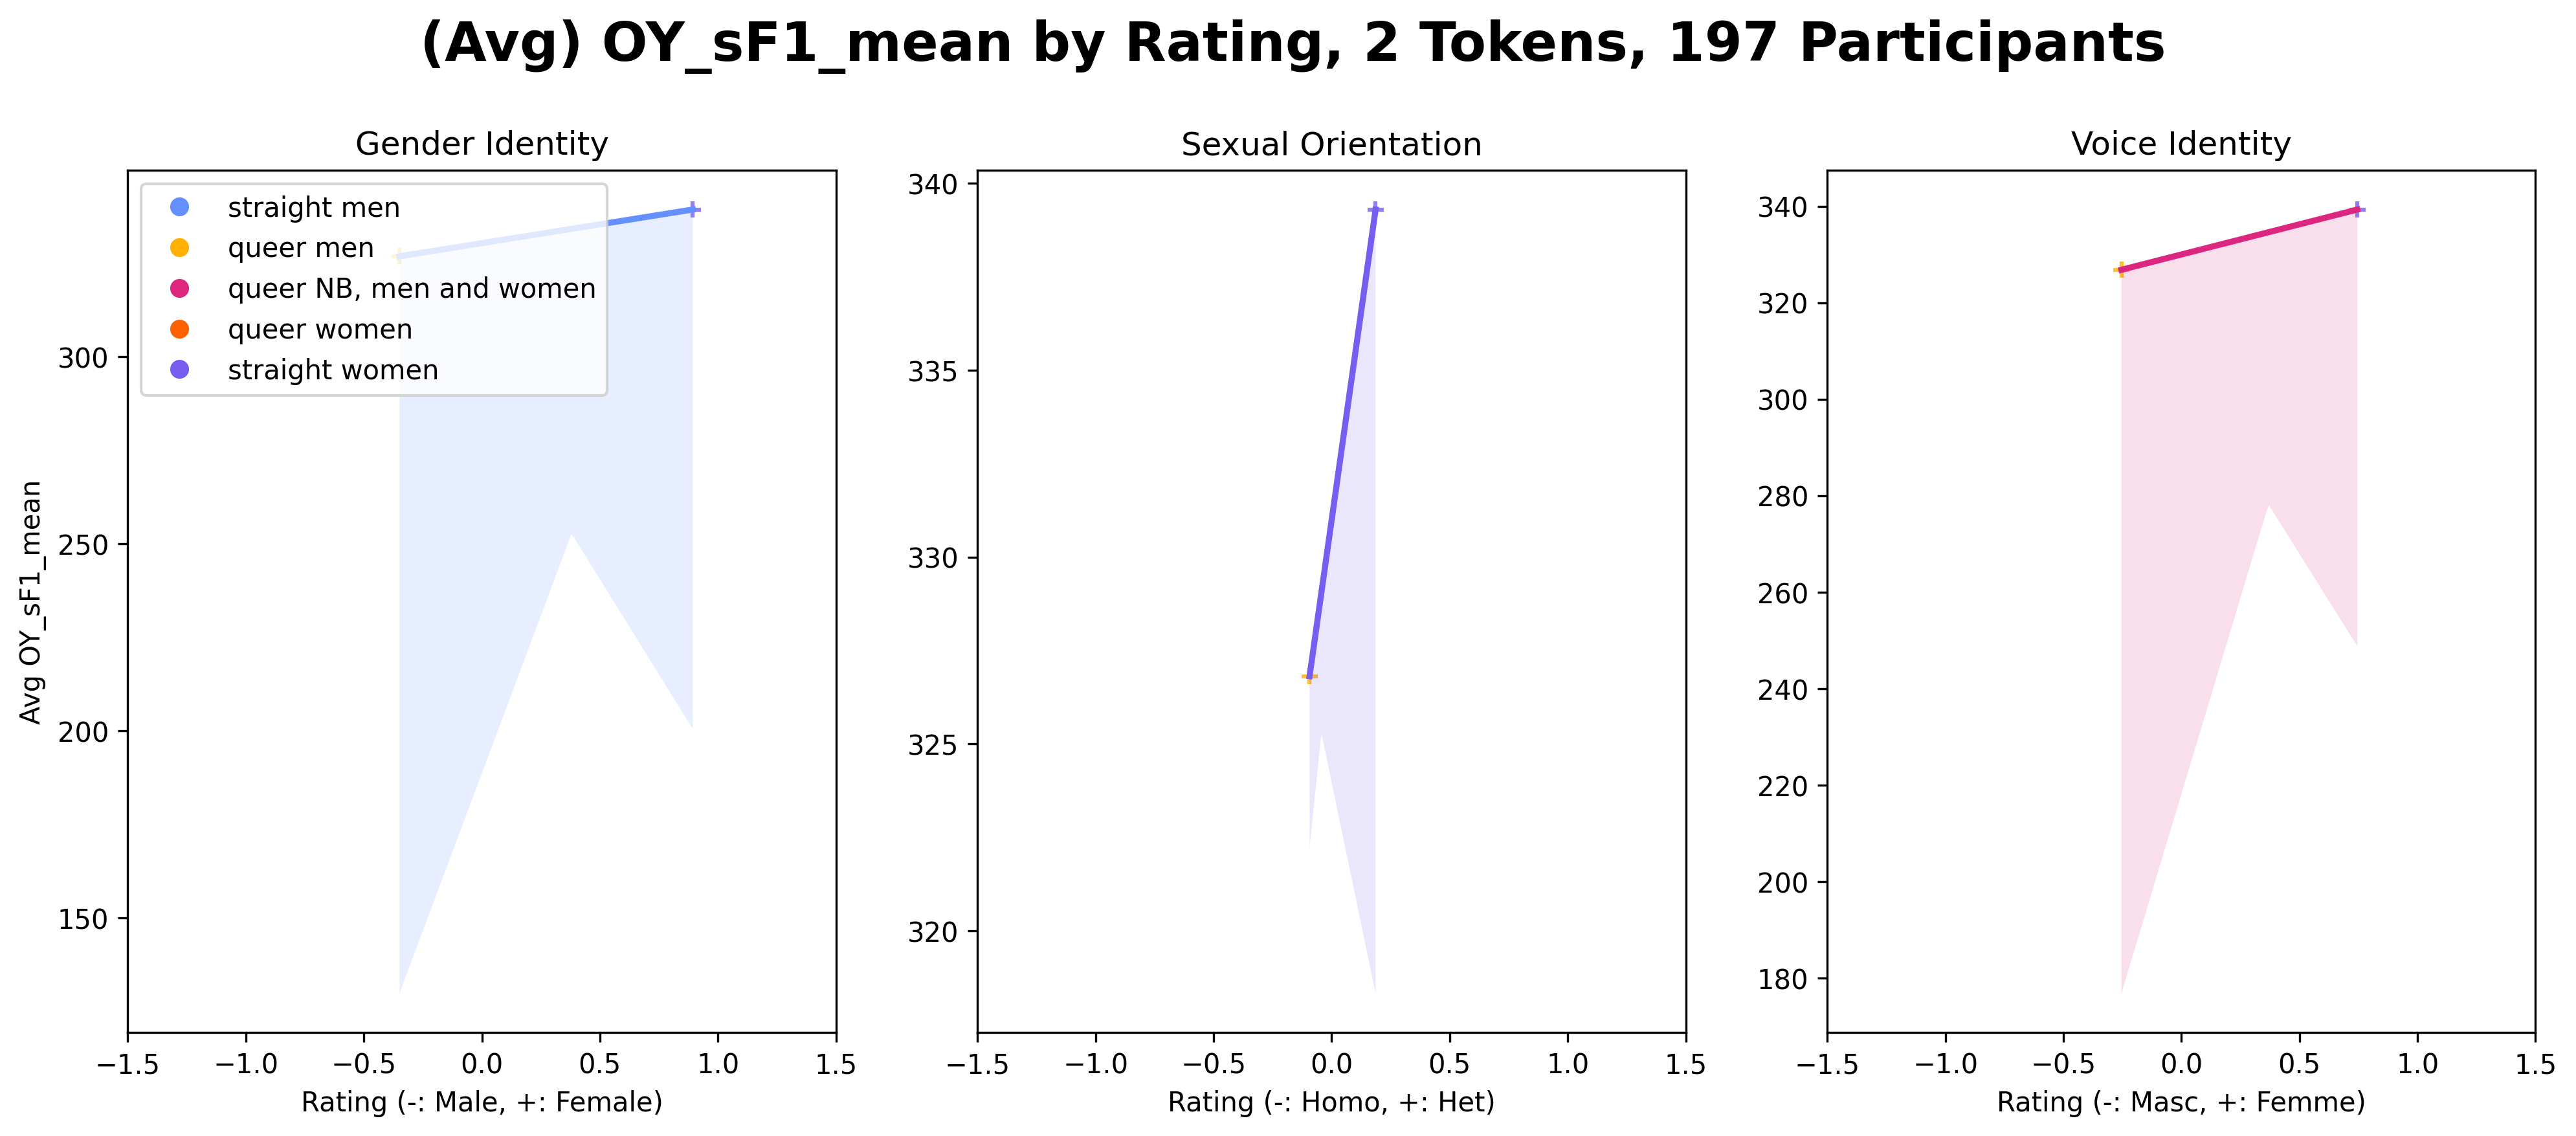 (Avg) OY_sF1_mean by Rating, 2 Tokens, 197 Participants
Gender Identity
straight men
queer men
queer NB, men and women
queer women
straight women
300
250
200
150
Avg OY_sF1_mean
−1.5 −1.0 −0.5 0.0 0.5 1.0 1.5
Rating (-: Male, +: Female)
Sexual Orientation
340
335
330
325
320
−1.5 −1.0 −0.5 0.0 0.5 1.0 1.5
Rating (-: Homo, +: Het)
Voice Identity
340
320
300
280
260
240
220
200
180
−1.5 −1.0 −0.5 0.0 0.5 1.0 1.5
Rating (-: Masc, +: Femme)